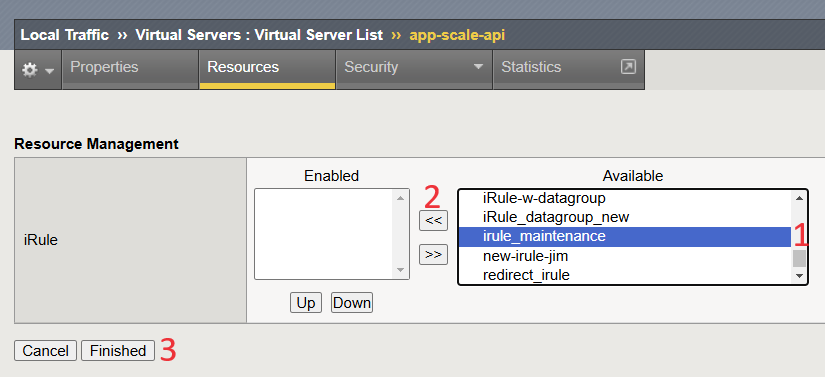 Local Traffic ›› Virtual Servers : Virtual Server List ›› app-scale-api
Properties Resources Security Statistics
Resource Management
Enabled Available
iRule
2
<<
>>
iRule-w-datagroup
iRule_datagroup_new
irule_maintenance
1
new-irule-jim
redirect_irule
Up Down
Cancel Finished 3